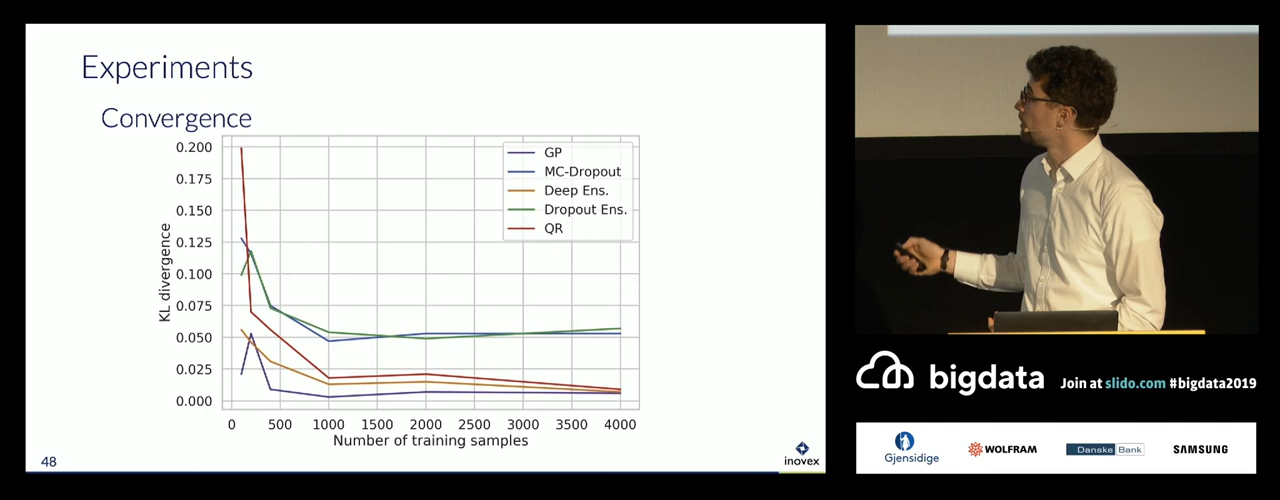 Experiments
Convergence
0.200
0.175
0.150
0.125
0.100
0.075
0.050
0.025
0.000
KL divergence
GP
MC-Dropout
Deep Ens.
Dropout Ens.
QR
0 500 1000 1500 2000 2500 3000 3500 4000
Number of training samples
48
inovex
bigdata
Join at slido.com #bigdata2019
Gjensidige
WOLFRAM
Danske Bank
SAMSUNG